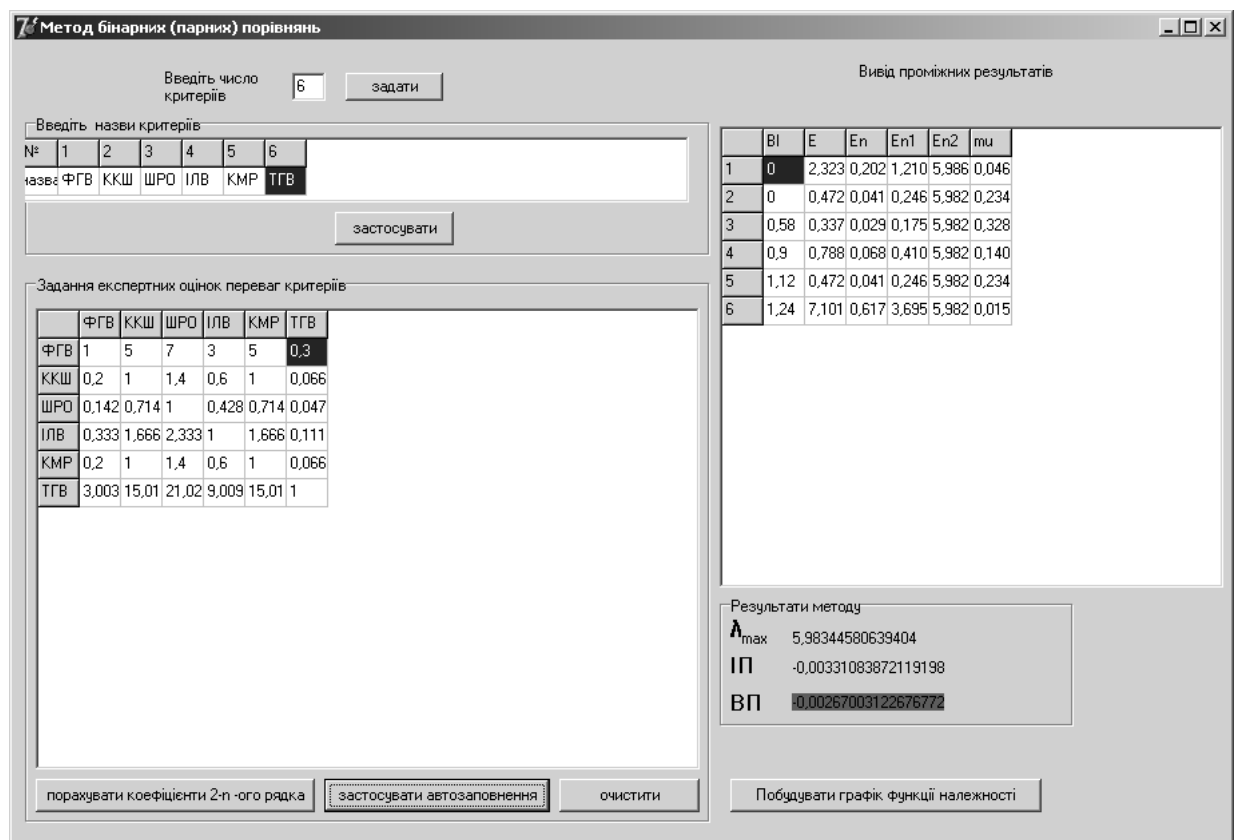 Метод бінарних (парних) порівнянь
Введіть число
критеріїв
6
задати
Введіть назви критеріїв
№ 1 2 3 4 5 6
назва ФГВ ККШ ШРО ІЛВ КМР ТГВ
застосувати
Задання експертних оцінок переваг критеріїв
ФГВ ККШ ШРО ІЛВ КМР ТГВ
ФГВ 1 5 7 3 5 0,3
ККШ 0,2 1 1,4 0,6 1 0,066
ШРО 0,142 0,714 1 0,428 0,714 0,047
ІЛВ 0,333 1,666 2,333 1 1,666 0,111
КМР 0,2 1 1,4 0,6 1 0,066
ТГВ 3,003 15,01 21,02 9,009 15,01 1
порахувати коефіцієнти 2-n -ого рядка
застосувати автозаповнення
очистити
Вивід проміжних результатів
ВІ E En En1 En2 mu
1 0 2,323 0,202 1,210 5,986 0,046
2 0 0,472 0,041 0,246 5,982 0,234
3 0,58 0,337 0,029 0,175 5,982 0,328
4 0,9 0,788 0,068 0,410 5,982 0,140
5 1,12 0,472 0,041 0,246 5,982 0,234
6 1,24 7,101 0,617 3,695 5,982 0,015
Результати методу
λmax 5,98344580639404
ІП -0,00331083872119198
ВП -0,00267003122676772
Побудувати графік функції належності